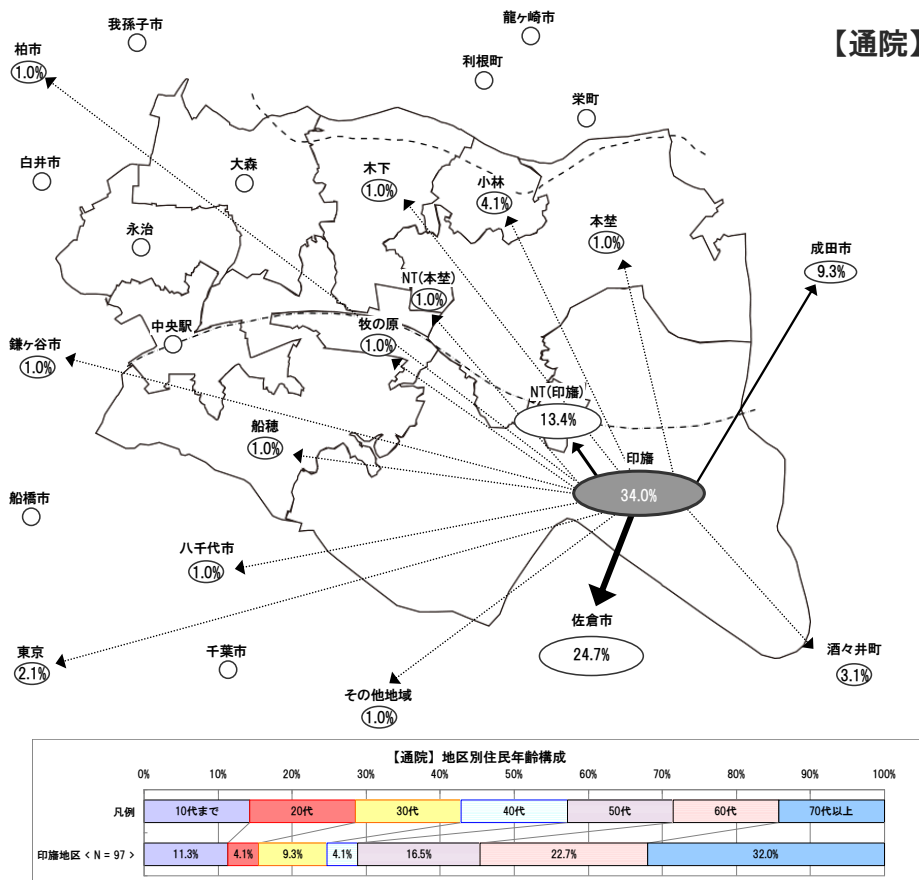 【通院】
龍ヶ崎市
我孫子市
柏市
1.0%
利根町
栄町
白井市
大森
木下
1.0%
小林
4.1%
本埜
1.0%
永治
成田市
9.3%
NT(本埜)
1.0%
中央駅
牧の原
1.0%
鎌ヶ谷市
1.0%
NT(印旛)
13.4%
船穂
1.0%
印旛
34.0%
船橋市
八千代市
1.0%
佐倉市
24.7%
東京
2.1%
千葉市
酒々井町
3.1%
その他地域
1.0%
【通院】地区別住民年齢構成
0% 10% 20% 30% 40% 50% 60% 70% 80% 90% 100%
凡例 10代まで 20代 30代 40代 50代 60代 70代以上
印旛地区 < N = 97 > 11.3% 4.1% 9.3% 4.1% 16.5% 22.7% 32.0%